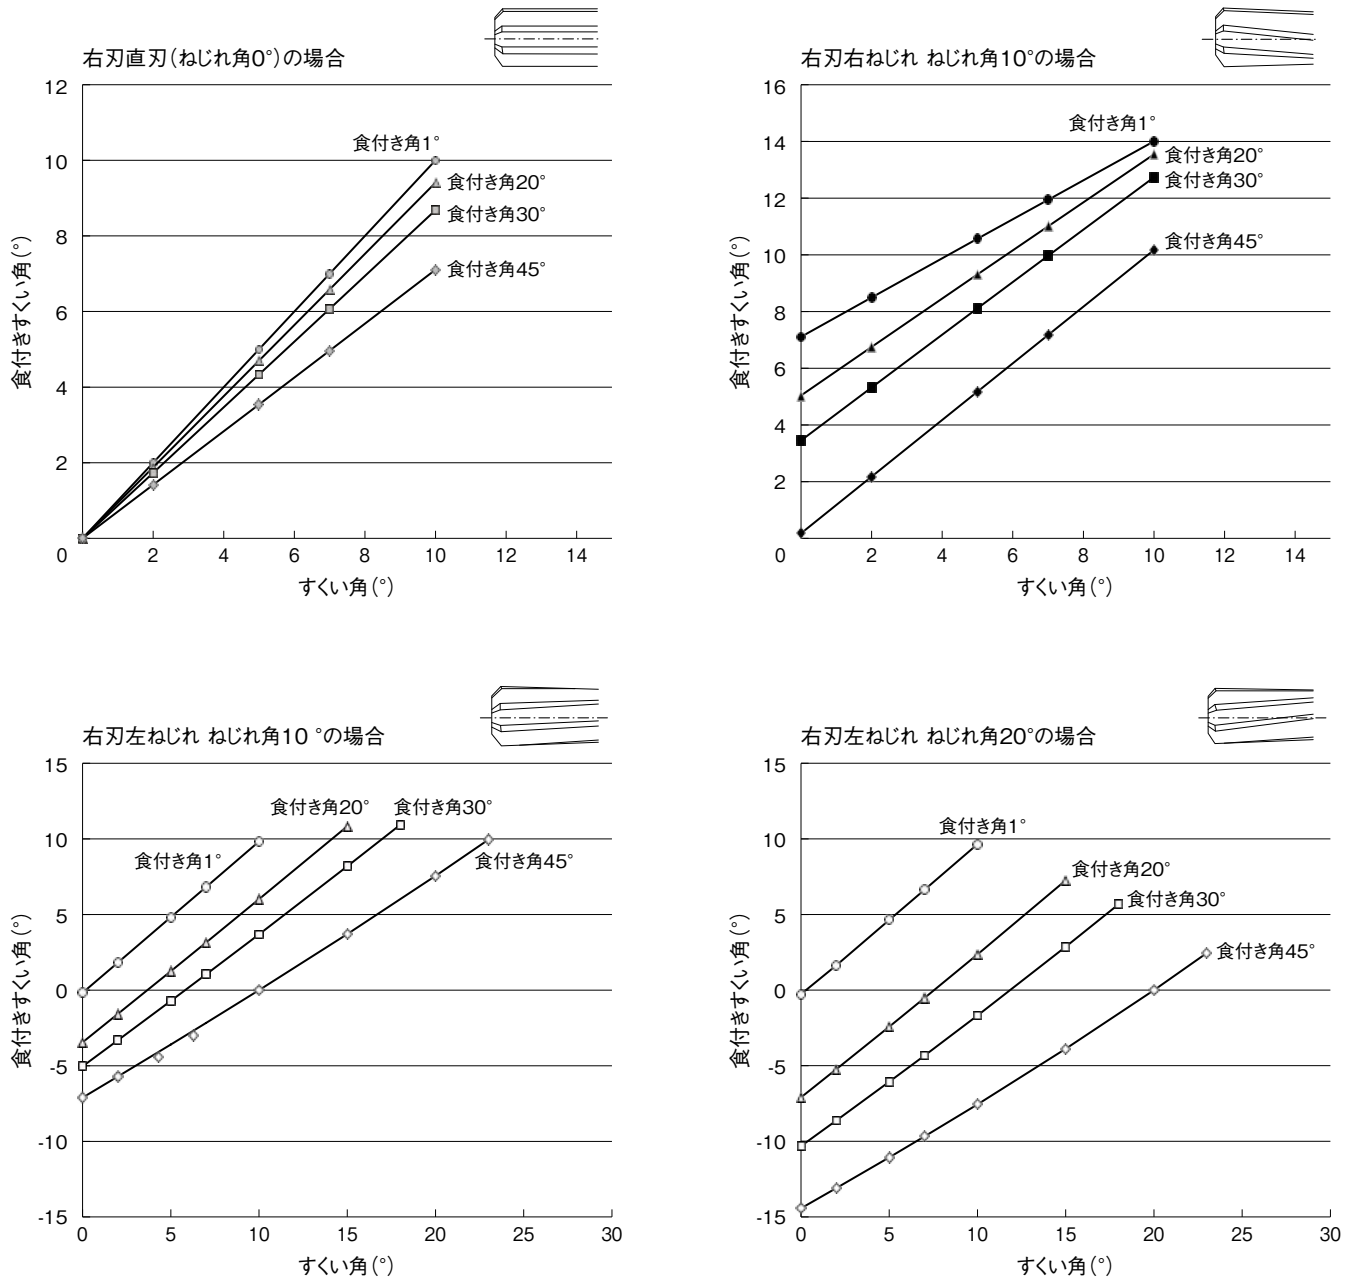 右刃直刃(ねじれ角0°)の場合
12
10
8
6
4
2
0
2
4
6
8
10
12
14
食付きすくい角(°)
すくい角(°)
食付き角1°
食付き角20°
食付き角30°
食付き角45°
右刃右ねじれ ねじれ角10°の場合
16
14
12
10
8
6
4
2
0
2
4
6
8
10
14
食付きすくい角(°)
すくい角(°)
食付き角1°
食付き角20°
食付き角30°
食付き角45°
右刃左ねじれ ねじれ角10 °の場合
15
10
5
0
-5
-10
-15
0
5
10
15
20
25
30
食付きすくい角(°)
すくい角(°)
食付き角1°
食付き角20°
食付き角30°
食付き角45°
右刃左ねじれ ねじれ角20°の場合
15
10
5
0
-5
-10
-15
0
5
10
15
20
25
30
食付きすくい角(°)
すくい角(°)
食付き角1°
食付き角20°
食付き角30°
食付き角45°